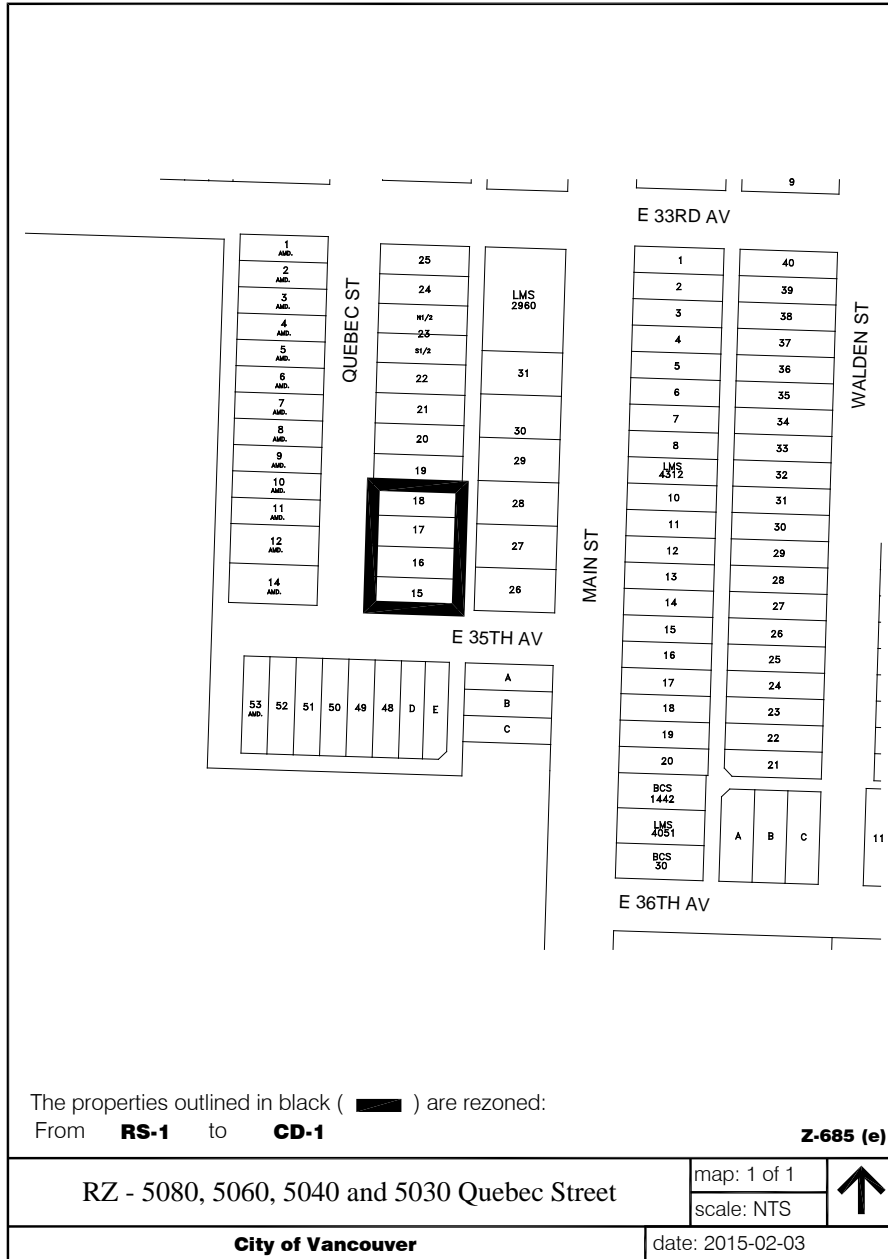 9
E 33RD AV
1
AMD.
2
AMD.
3
AMD.
4
AMD.
5
AMD.
6
AMD.
7
AMD.
8
AMD.
9
AMD.
10
AMD.
11
AMD.
12
AMD.
14
AMD.
QUEBEC ST
25
24
N1/2
23
S1/2
22
21
20
19
18
17
16
15
LMS
2960
31
30
29
28
27
26
MAIN ST
1
2
3
4
5
6
7
8
LMS
4312
10
11
12
13
14
15
16
17
18
19
20
BCS
1442
LMS
4051
BCS
30
40
39
38
37
36
35
34
33
32
31
30
29
28
27
26
25
24
23
22
21
WALDEN ST
E 35TH AV
53
AMD.
52
51
50
49
48
D
E
A
B
C
A
B
C
11
E 36TH AV
The properties outlined in black ( ) are rezoned:
From RS-1 to CD-1
Z-685 (e)
RZ - 5080, 5060, 5040 and 5030 Quebec Street
map: 1 of 1
scale: NTS
City of Vancouver
date: 2015-02-03